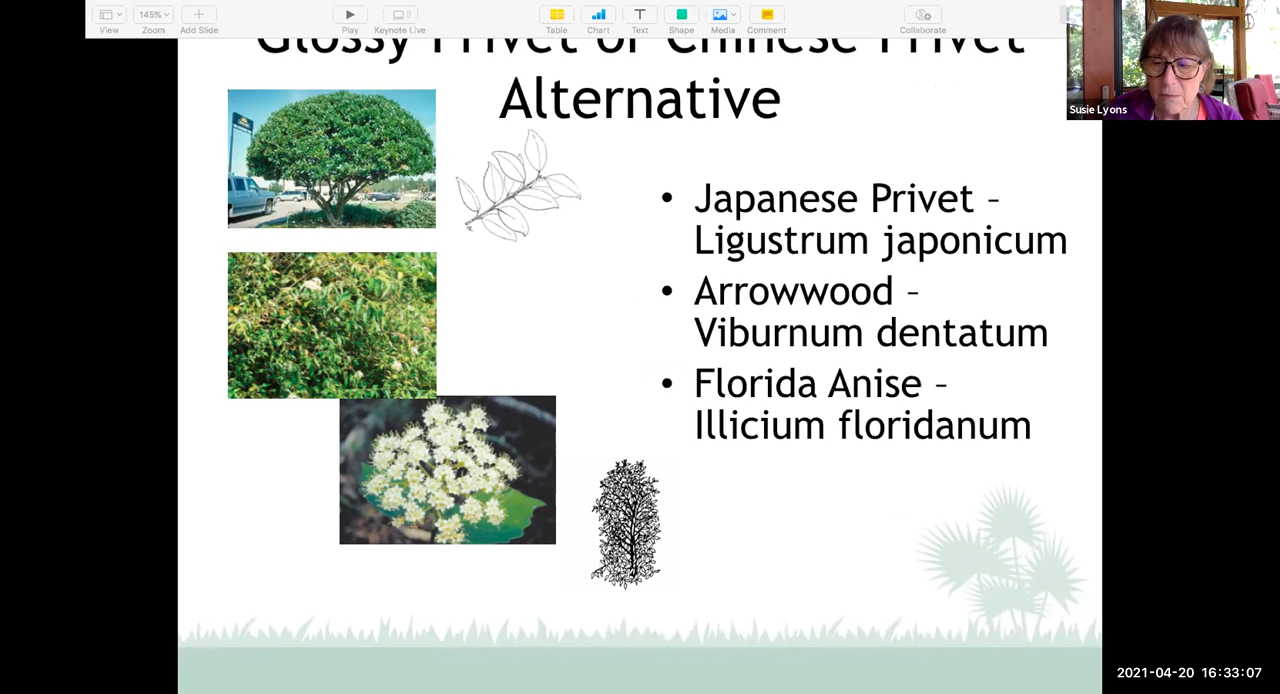 145%
View
Zoom
Add Slide
Play
Keynote Live
Table
Chart
Text
Shape
Media
Comment
Collaborate
Susie Lyons
Glossy Privet or Chinese Privet
Alternative
• Japanese Privet –
Ligustrum japonicum
• Arrowwood –
Viburnum dentatum
• Florida Anise –
Illicium floridanum
2021-04-20 16:33:07